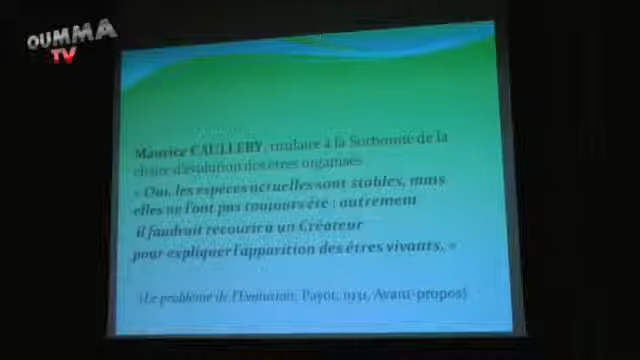 OUMMA
TV
Maurice CAULLERY, titulaire à la Sorbonne de la
chaire d'évolution des êtres organisés
« Oui, les espèces actuelles sont stables, mais
elles ne l'ont pas toujours été : autrement
il faudrait recourir à un Créateur
pour expliquer l'apparition des êtres vivants. »
(Le problème de l'Evolution, Payot, 1931, Avant-propos)